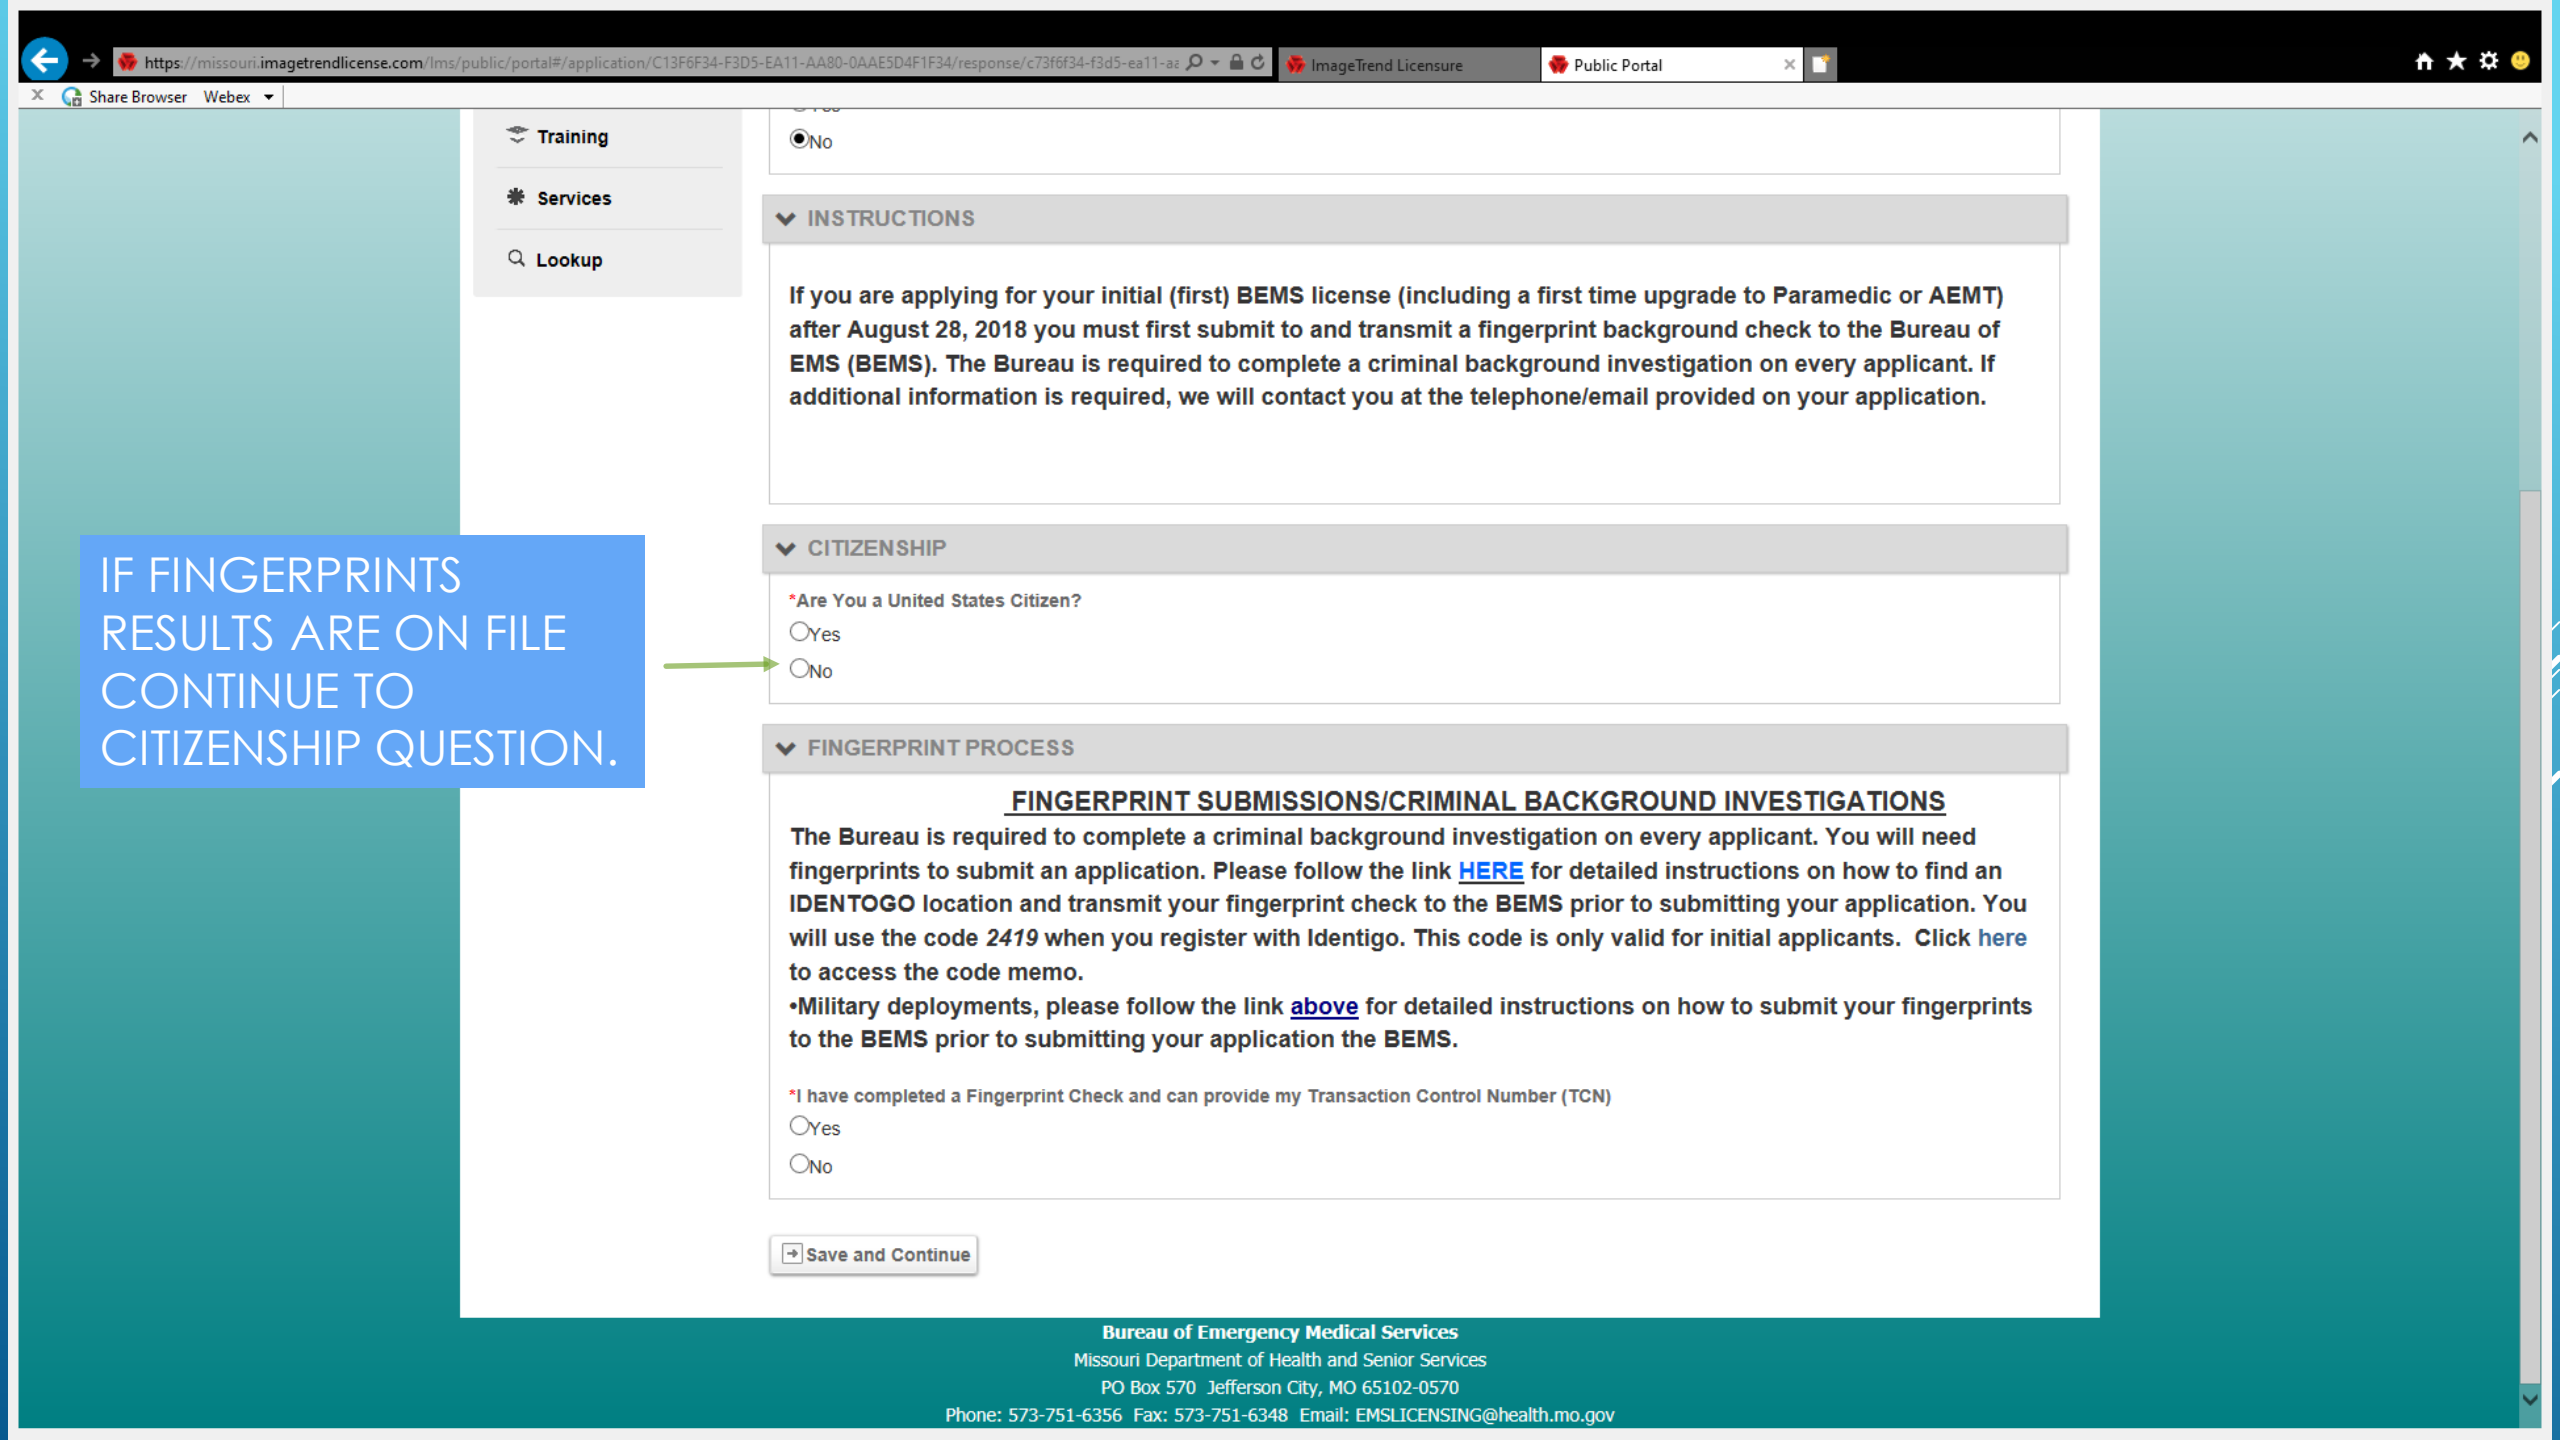 https://missouri.imagetrendlicense.com/lms/public/portal#/application/C13F6F34-F3D5-EA11-AA80-0AAE5D4F1F34/response/c73f6f34-f3d5-ea11-aa
ImageTrend Licensure
Public Portal
Share Browser Webex
Training
Services
Lookup
No
INSTRUCTIONS
If you are applying for your initial (first) BEMS license (including a first time upgrade to Paramedic or AEMT)
after August 28, 2018 you must first submit to and transmit a fingerprint background check to the Bureau of
EMS (BEMS). The Bureau is required to complete a criminal background investigation on every applicant. If
additional information is required, we will contact you at the telephone/email provided on your application.
IF FINGERPRINTS
RESULTS ARE ON FILE
CONTINUE TO
CITIZENSHIP QUESTION.
CITIZENSHIP
*Are You a United States Citizen?
Yes
No
FINGERPRINT PROCESS
FINGERPRINT SUBMISSIONS/CRIMINAL BACKGROUND INVESTIGATIONS
The Bureau is required to complete a criminal background investigation on every applicant. You will need
fingerprints to submit an application. Please follow the link HERE for detailed instructions on how to find an
IDENTOGO location and transmit your fingerprint check to the BEMS prior to submitting your application. You
will use the code 2419 when you register with Identigo. This code is only valid for initial applicants. Click here
to access the code memo.
•Military deployments, please follow the link above for detailed instructions on how to submit your fingerprints
to the BEMS prior to submitting your application the BEMS.
*I have completed a Fingerprint Check and can provide my Transaction Control Number (TCN)
Yes
No
Save and Continue
Bureau of Emergency Medical Services
Missouri Department of Health and Senior Services
PO Box 570 Jefferson City, MO 65102-0570
Phone: 573-751-6356 Fax: 573-751-6348 Email: EMSLICENSING@health.mo.gov